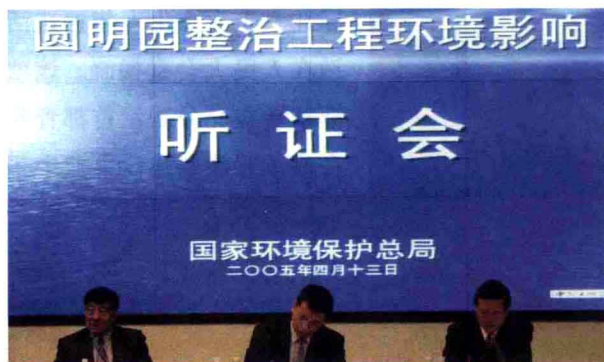 圆明园整治工程环境影响
听证会
国家环境保护总局
二〇〇五年四月十三日